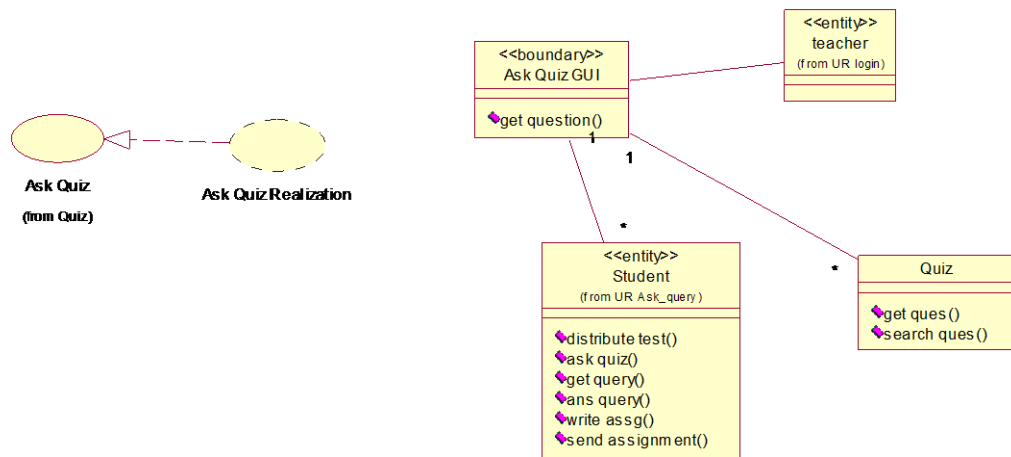 Ask Quiz
(from Quiz)
Ask Quiz Realization
<<boundary>>
Ask Quiz GUI
get question()
1
1
<<entity>>
teacher
(from UR login)
*
<<entity>>
Student
(from UR Ask_query)
distribute test()
ask quiz()
get query()
ans query()
write assg()
send assignment()
*
Quiz
get ques()
search ques()